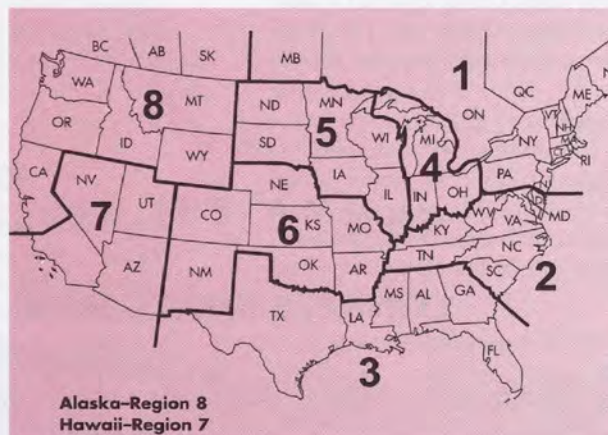 BC AB SK MB
1
QC
WA
8 MT ND MN ON ME
OR 5 VT NH
ID SD WI MI NY MA
WY CT RI
4
CA IA PA
NV NE IL IN OH NJ
7 UT CO 6 KS MO WV VA MD
KY
AZ NM OK AR TN NC
SC 2
TX MS AL GA
LA
3 FL
Alaska–Region 8
Hawaii–Region 7